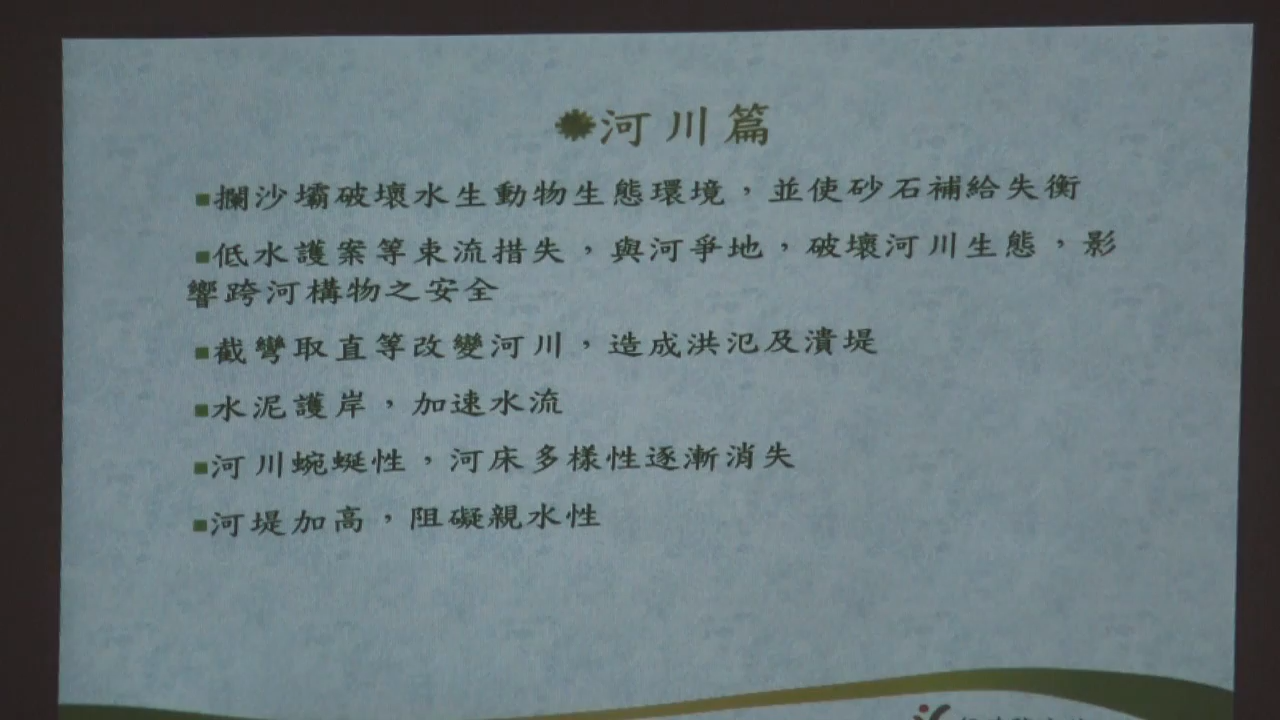 河川篇
攔沙壩破壞水生動物生態環境，並使砂石補給失衡
低水護案等束流措失，與河爭地，破壞河川生態，影
響跨河構物之安全
截彎取直等改變河川，造成洪氾及潰堤
水泥護岸，加速水流
河川蜿蜒性，河床多樣性逐漸消失
河堤加高，阻礙親水性